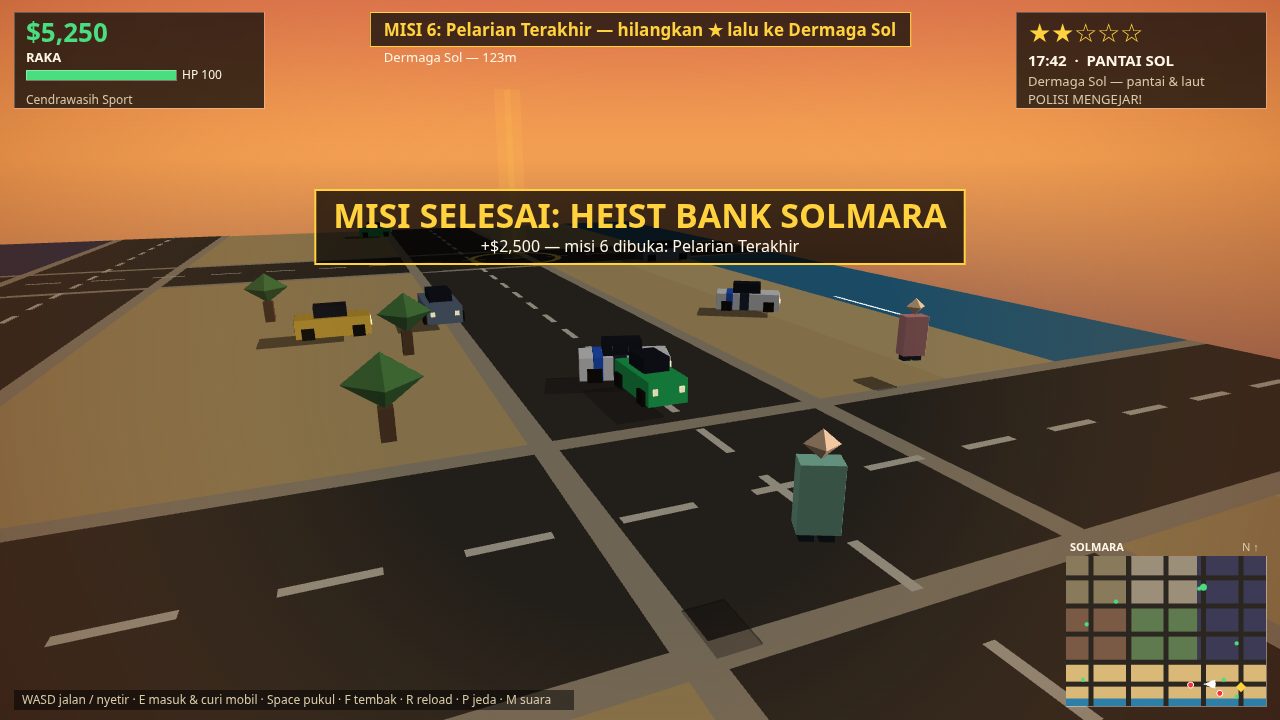 $5,250
RAKA
HP 100
Cendrawasih Sport
MISI 6: Pelarian Terakhir — hilangkan ★ lalu ke Dermaga Sol
Dermaga Sol — 123m
★★☆☆☆
17:42 · PANTAI SOL
Dermaga Sol — pantai & laut
POLISI MENGEJAR!
MISI SELESAI: HEIST BANK SOLMARA
+$2,500 — misi 6 dibuka: Pelarian Terakhir
SOLMARA N ↑
WASD jalan / nyetir · E masuk & curi mobil · Space pukul · F tembak · R reload · P jeda · M suara